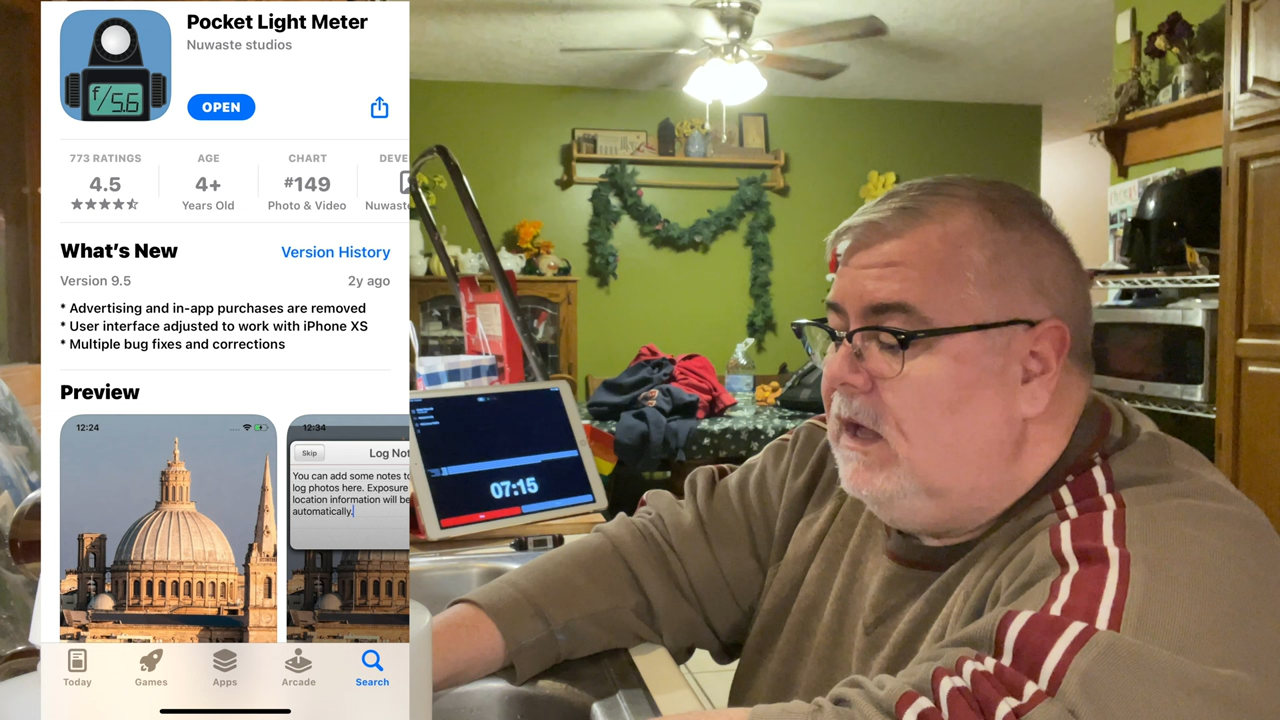 Pocket Light Meter
Nuwaste studios
f/5.6
OPEN
773 RATINGS
4.5
AGE
4+
Years Old
CHART
#149
Photo & Video
DEVE
Nuwaste
What's New
Version History
Version 9.5
2y ago
* Advertising and in-app purchases are removed
* User interface adjusted to work with iPhone XS
* Multiple bug fixes and corrections
Preview
12:24
12:34
Skip
Log Not
You can add some notes to
log photos here. Exposure
location information will be
automatically.
Today
Games
Apps
Arcade
Search
07:15